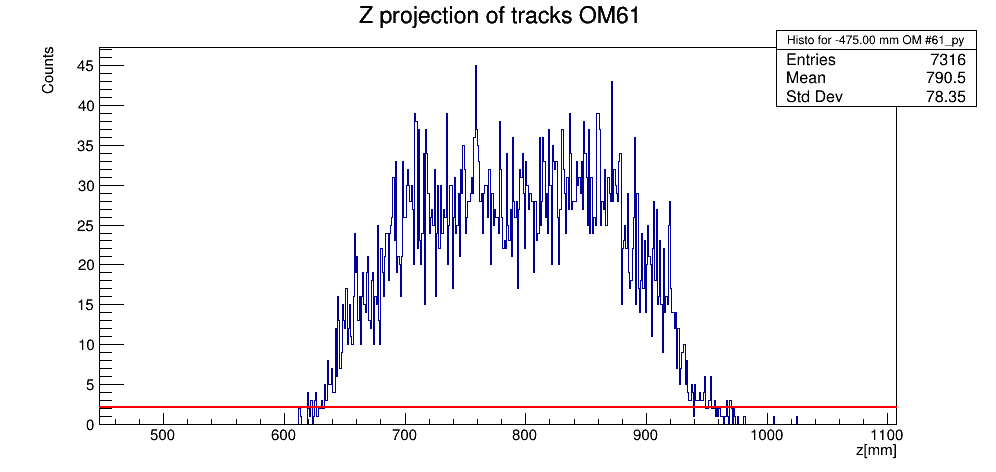 Z projection of tracks OM61
Histo for -475.00 mm OM #61_py
Entries 7316
Mean 790.5
Std Dev 78.35
Counts
45
40
35
30
25
20
15
10
5
0
500 600 700 800 900 1000 1100
z[mm]